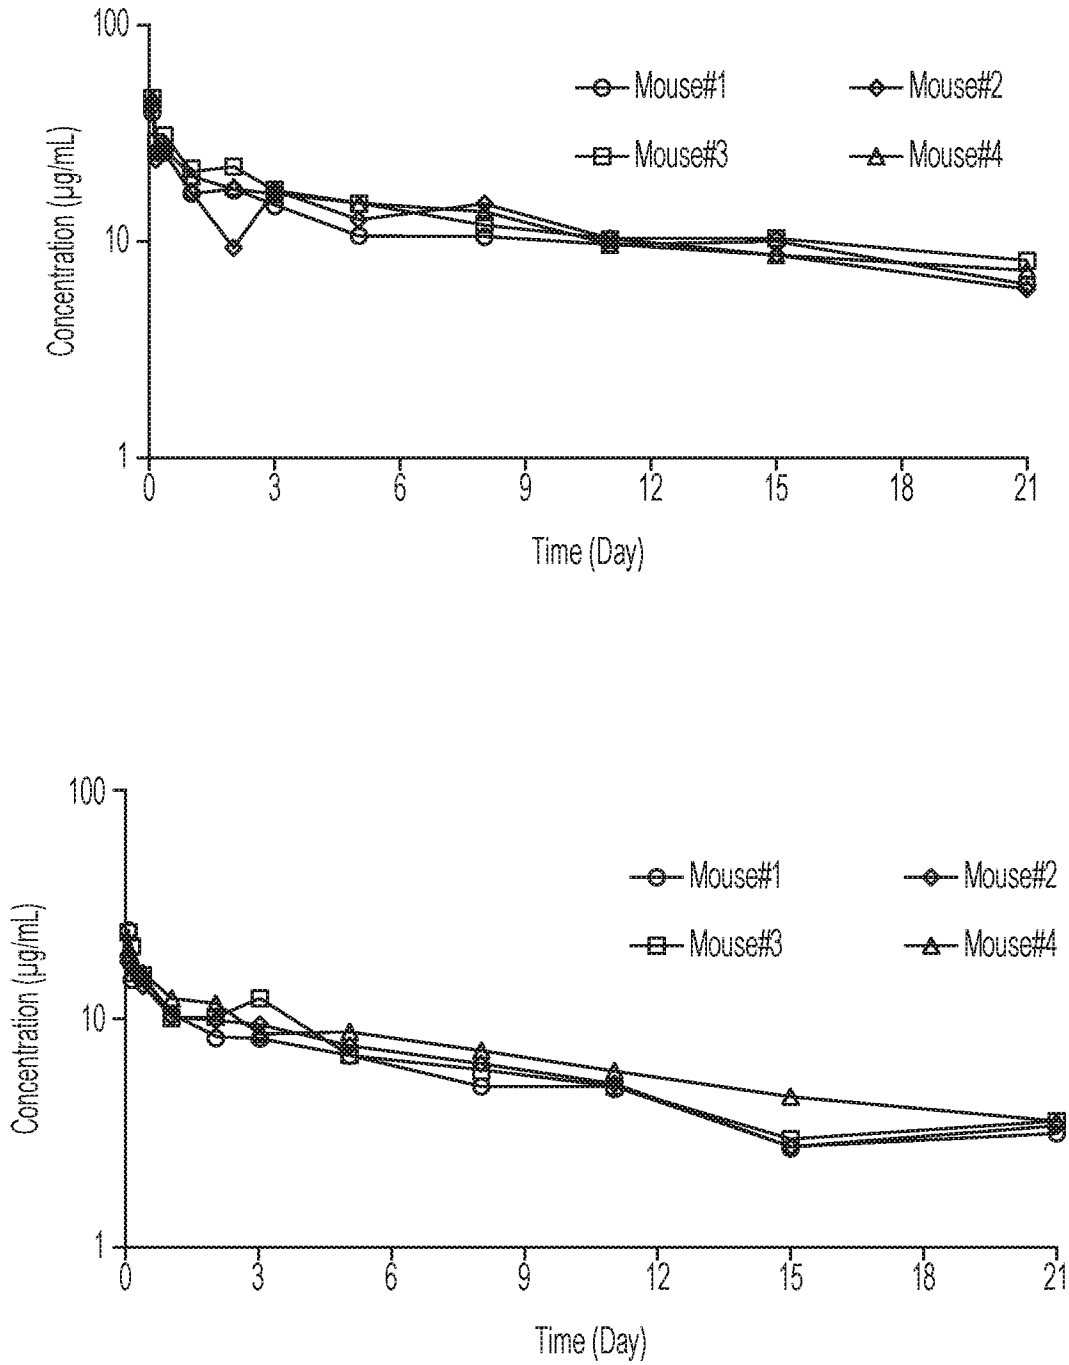 100
Mouse#1
Mouse#2
Mouse#3
Mouse#4
Concentration (µg/mL)
10
1
0 3 6 9 12 15 18 21
Time (Day)
100
Mouse#1
Mouse#2
Mouse#3
Mouse#4
Concentration (µg/mL)
10
1
0 3 6 9 12 15 18 21
Time (Day)